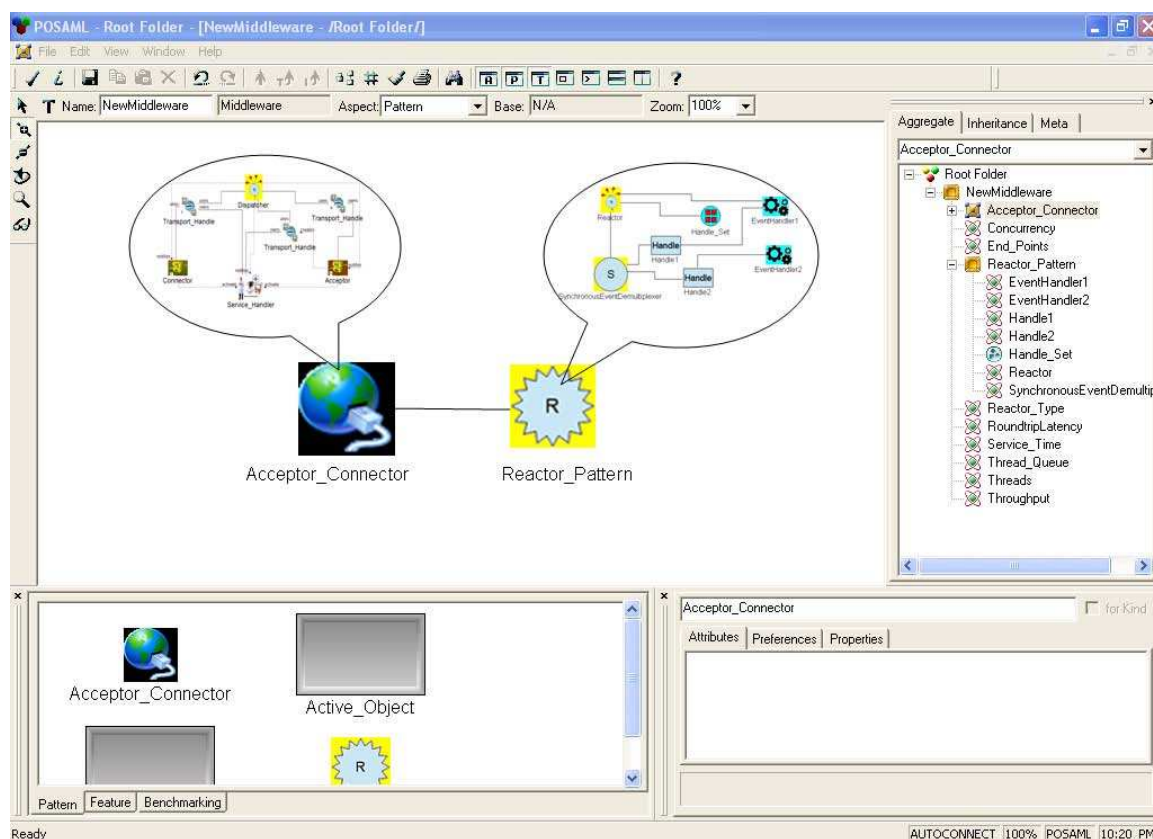 POSAML - Root Folder - [NewMiddleware - /Root Folder/]
File Edit View Window Help
Name: NewMiddleware Middleware Aspect: Pattern Base: N/A Zoom: 100%
Aggregate Inheritance Meta
Acceptor_Connector
Root Folder
NewMiddleware
Acceptor_Connector
Concurrency
End_Points
Reactor_Pattern
EventHandler1
EventHandler2
Handle1
Handle2
Handle_Set
Reactor
SynchronousEventDemultip
Reactor_Type
RoundtripLatency
Service_Time
Thread_Queue
Threads
Throughput
Dispatcher
Transport_Handle
Transport_Handle
Transport_Handle
Connector
Acceptor
Service_Handler
Reactor
Handle_Set
EventHandler1
Handle
Handle1
EventHandler2
S
Handle
SynchronousEventDemultiplexer
Handle2
R
Acceptor_Connector
Reactor_Pattern
Acceptor_Connector
Active_Object
R
Pattern Feature Benchmarking
Acceptor_Connector for Kind
Attributes Preferences Properties
Ready AUTOCONNECT 100% POSAML 10:20 PM